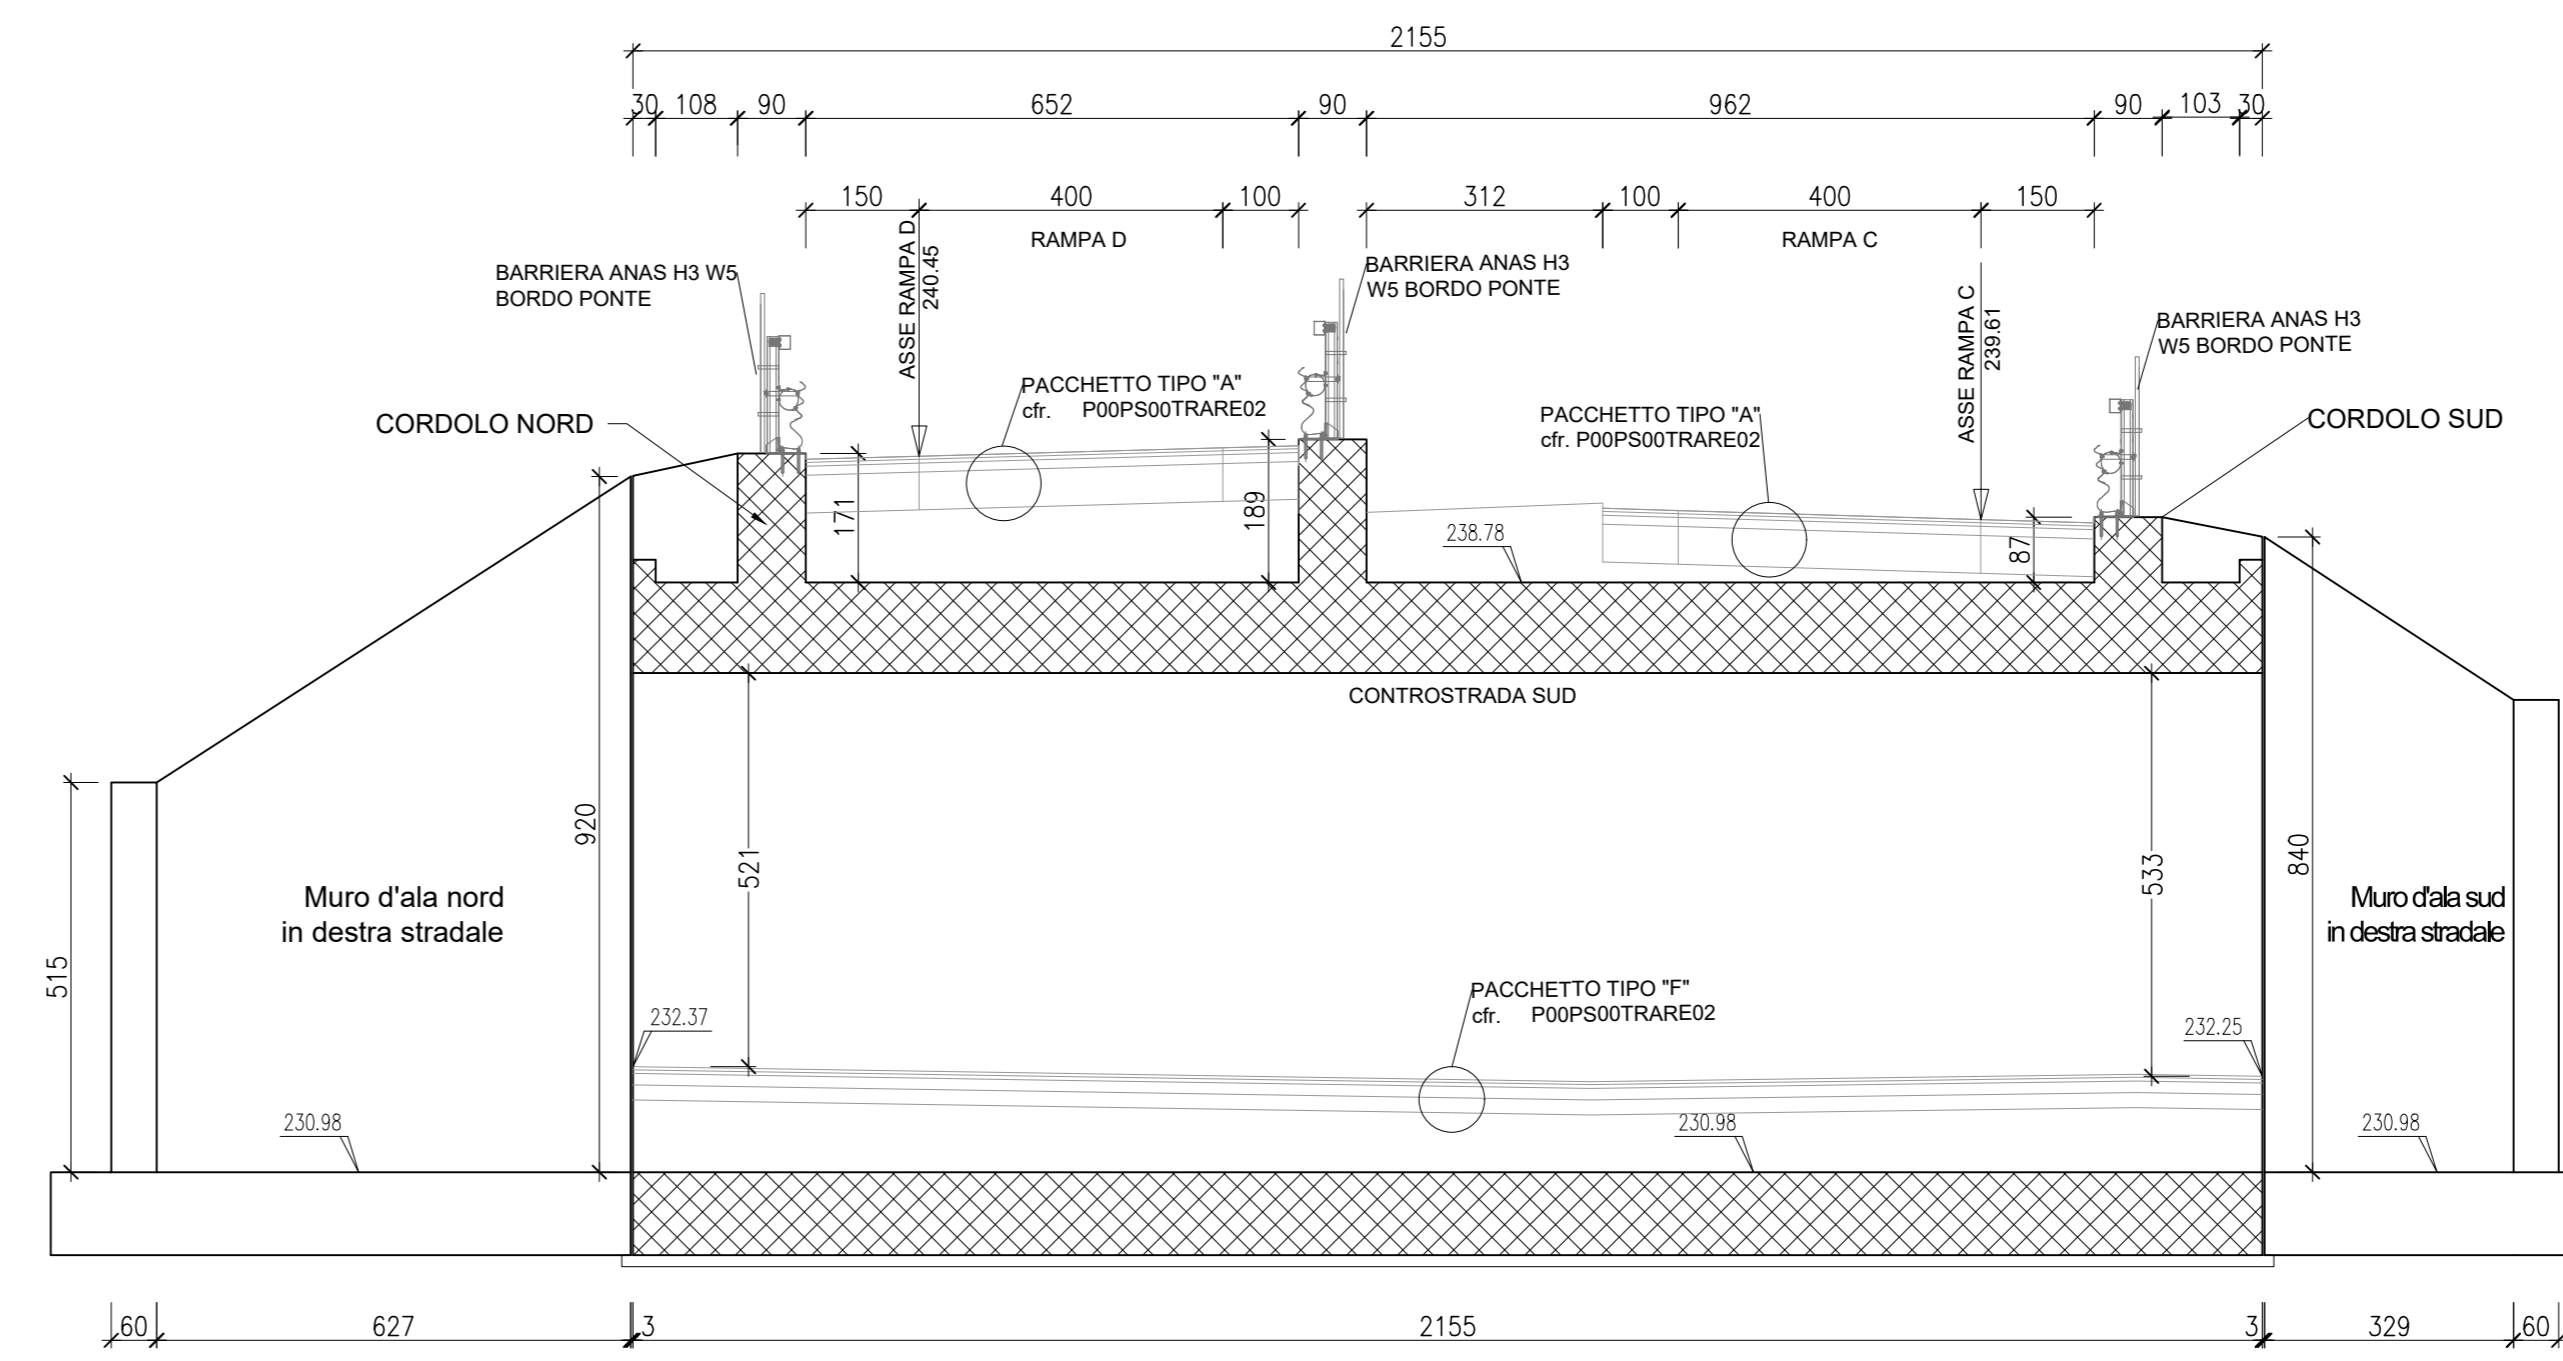 2155
30 108 90 652 90 962 90 103 30
150 400 100 312 100 400 150
RAMPA D
RAMPA C
BARRIERA ANAS H3 W5
BORDO PONTE
ASSE RAMPA D
240.45
BARRIERA ANAS H3
W5 BORDO PONTE
ASSE RAMPA C
239.61
BARRIERA ANAS H3
W5 BORDO PONTE
PACCHETTO TIPO "A"
cfr. P00PS00TRARE02
PACCHETTO TIPO "A"
cfr. P00PS00TRARE02
CORDOLO NORD
CORDOLO SUD
171
189
238.78
87
CONTROSTRADA SUD
920
521
533
840
Muro d'ala nord
in destra stradale
Muro d'ala sud
in destra stradale
515
PACCHETTO TIPO "F"
cfr. P00PS00TRARE02
232.37
232.25
230.98
230.98
230.98
60 627 3 2155 3 329 60